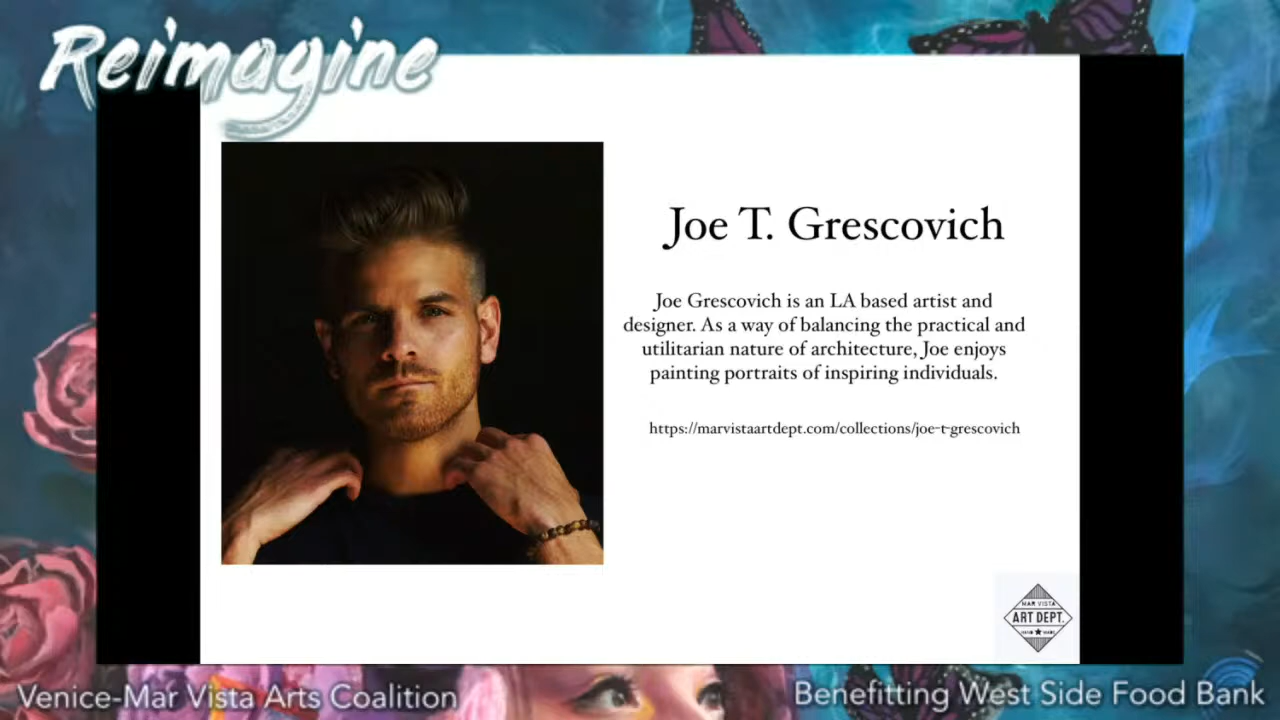 Reimagine
Joe T. Grescovich
Joe Grescovich is an LA based artist and
designer. As a way of balancing the practical and
utilitarian nature of architecture, Joe enjoys
painting portraits of inspiring individuals.
https://marvistaartdept.com/collections/joe-t-grescovich
MAR VISTA
ART DEPT.
HAND MADE
Venice-Mar Vista Arts Coalition
Benefitting West Side Food Bank